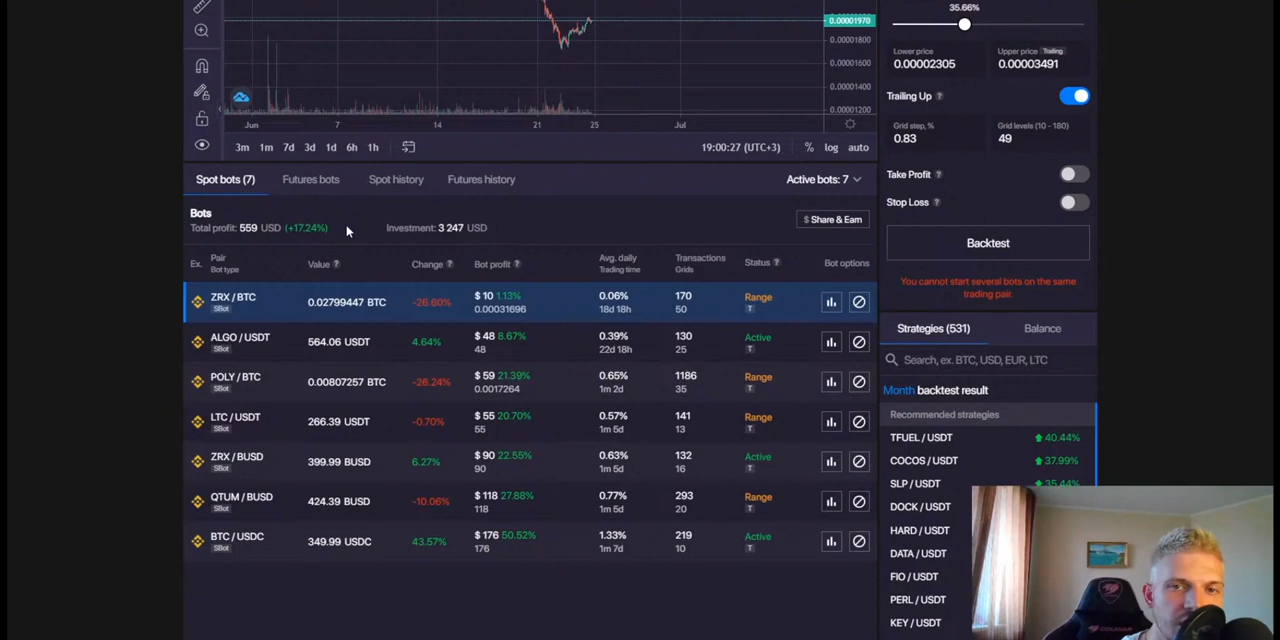 35.66%
0.00001970
0.00001800
0.00001600
0.00001400
0.00001200
Jun 7 14 21 25 Jul
3m 1m 7d 3d 1d 6h 1h
19:00:27 (UTC+3) % log auto
Lower price
0.00002305
Upper price Trailing
0.00003491
Trailing Up ?
Grid step, %
0.83
Grid levels (10 - 180)
49
Take Profit ?
Stop Loss ?
Backtest
You cannot start several bots on the same
trading pair.
Spot bots (7) Futures bots Spot history Futures history Active bots: 7
Bots
Total profit: 559 USD (+17.24%) Investment: 3 247 USD
$ Share & Earn
Ex. Pair
Bot type
Value ? Change ? Bot profit ?
Avg. daily
Trading time
Transactions
Grids
Status ? Bot options
ZRX / BTC
SBot
0.02799447 BTC -26.60%
$ 10 1.13%
0.00031696
0.06%
18d 18h
170
50
Range
T
ALGO / USDT
SBot
564.06 USDT 4.64%
$ 48 8.67%
48
0.39%
22d 18h
130
25
Active
T
POLY / BTC
SBot
0.00807257 BTC -26.24%
$ 59 21.39%
0.0017264
0.65%
1m 2d
1186
35
Range
T
LTC / USDT
SBot
266.39 USDT -0.70%
$ 55 20.70%
55
0.57%
1m 5d
141
13
Range
T
ZRX / BUSD
SBot
399.99 BUSD 6.27%
$ 90 22.55%
90
0.63%
1m 5d
132
16
Active
T
QTUM / BUSD
SBot
424.39 BUSD -10.06%
$ 118 27.88%
118
0.77%
1m 5d
293
20
Range
T
BTC / USDC
SBot
349.99 USDC 43.57%
$ 176 50.52%
176
1.33%
1m 7d
219
10
Active
T
Strategies (531) Balance
Search, ex. BTC, USD, EUR, LTC
Month backtest result
Recommended strategies
TFUEL / USDT 40.44%
COCOS / USDT 37.99%
SLP / USDT 35.44%
DOCK / USDT
HARD / USDT
DATA / USDT
FIO / USDT
PERL / USDT
KEY / USDT
COUGAR